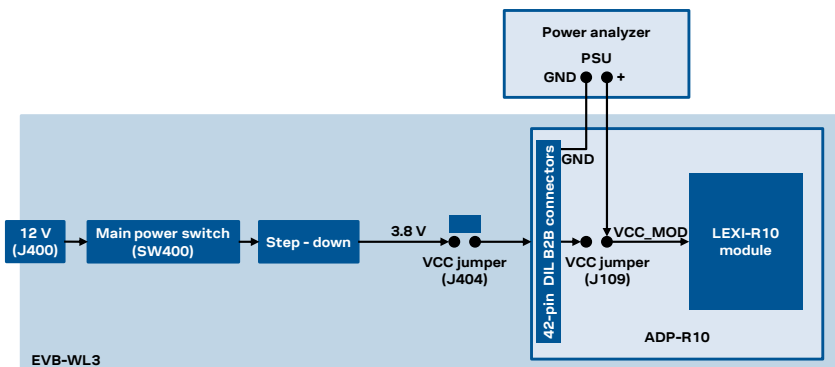 Power analyzer
PSU
GND
+
42-pin DIL B2B connectors
GND
12 V
(J400)
Main power switch
(SW400)
Step - down
3.8 V
VCC jumper
(J404)
VCC jumper
(J109)
VCC_MOD
LEXI-R10
module
ADP-R10
EVB-WL3